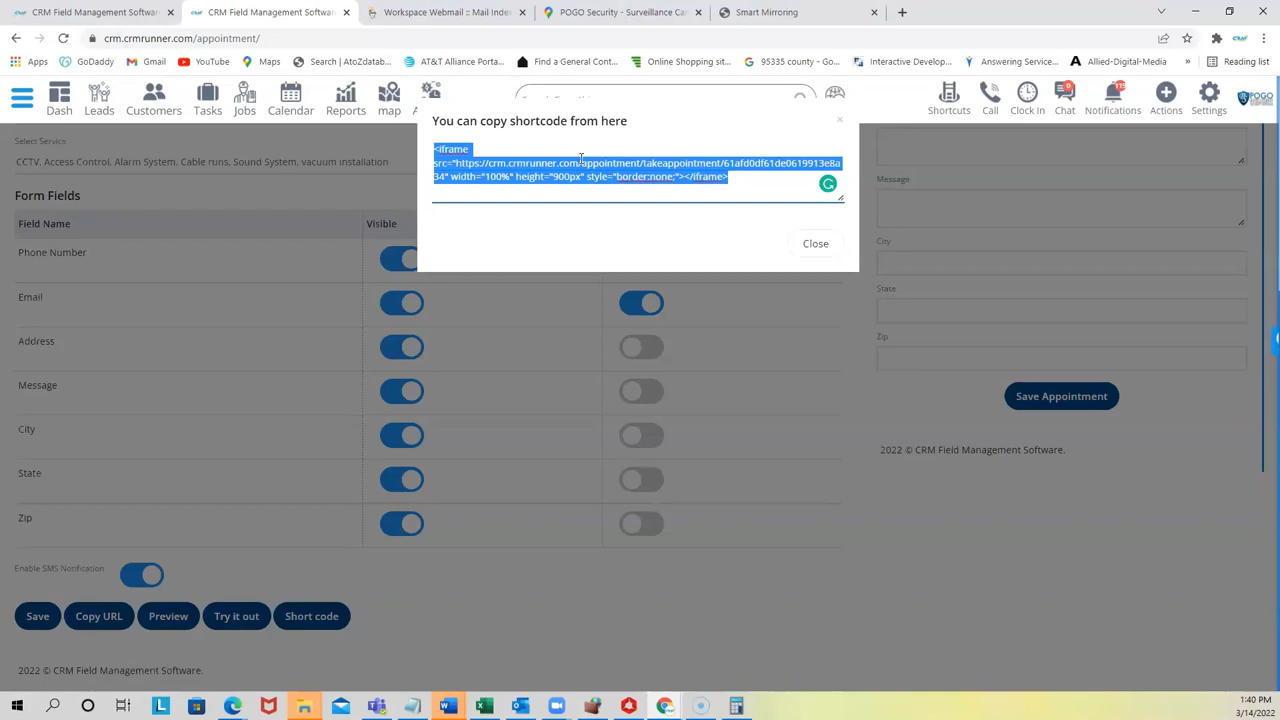 CRM Field Management Softwar
CRM Field Management Softwar
Workspace Webmail :: Mail Inde
POGO Security - Surveillance Ca
Smart Mirroring
crm.crmrunner.com/appointment/
Apps
GoDaddy
Gmail
YouTube
Maps
Search | AtoZdatab...
AT&T Alliance Portal...
Find a General Cont...
Online Shopping sit...
95335 county - Go...
Interactive Develop...
Answering Service...
Allied-Digital-Media
»
Reading list
Dash
Leads
Customers
Tasks
Jobs
Calendar
Reports
map
Shortcuts
Call
Clock In
0
Chat
Notifications
Actions
Settings
POGO
You can copy shortcode from here
×
<iframe
src="https://crm.crmrunner.com/appointment/takeappointment/61afd0df61de0619913e8a
34" width="100%" height="900px" style="border:none;"></iframe>
Close
Select Service
CCTV, Access Control, Alarm System, Cable runs, Sound System, vacuum installation
Form Fields
Field Name
Visible
Phone Number
Email
Address
Message
City
State
Zip
Enable SMS Notification
Save
Copy URL
Preview
Try it out
Short code
2022 © CRM Field Management Software.
Message
City
State
Zip
Save Appointment
2022 © CRM Field Management Software.
1:40 PM
3/14/2022